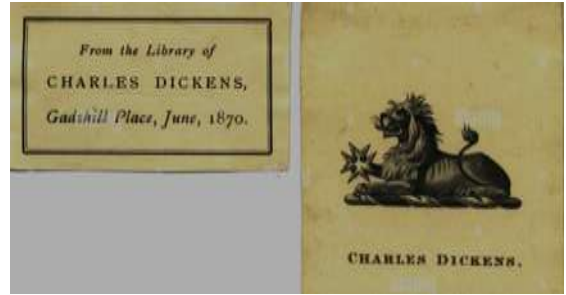 From the Library of
CHARLES DICKENS,
Gadshill Place, June, 1870.
CHARLES DICKENS.